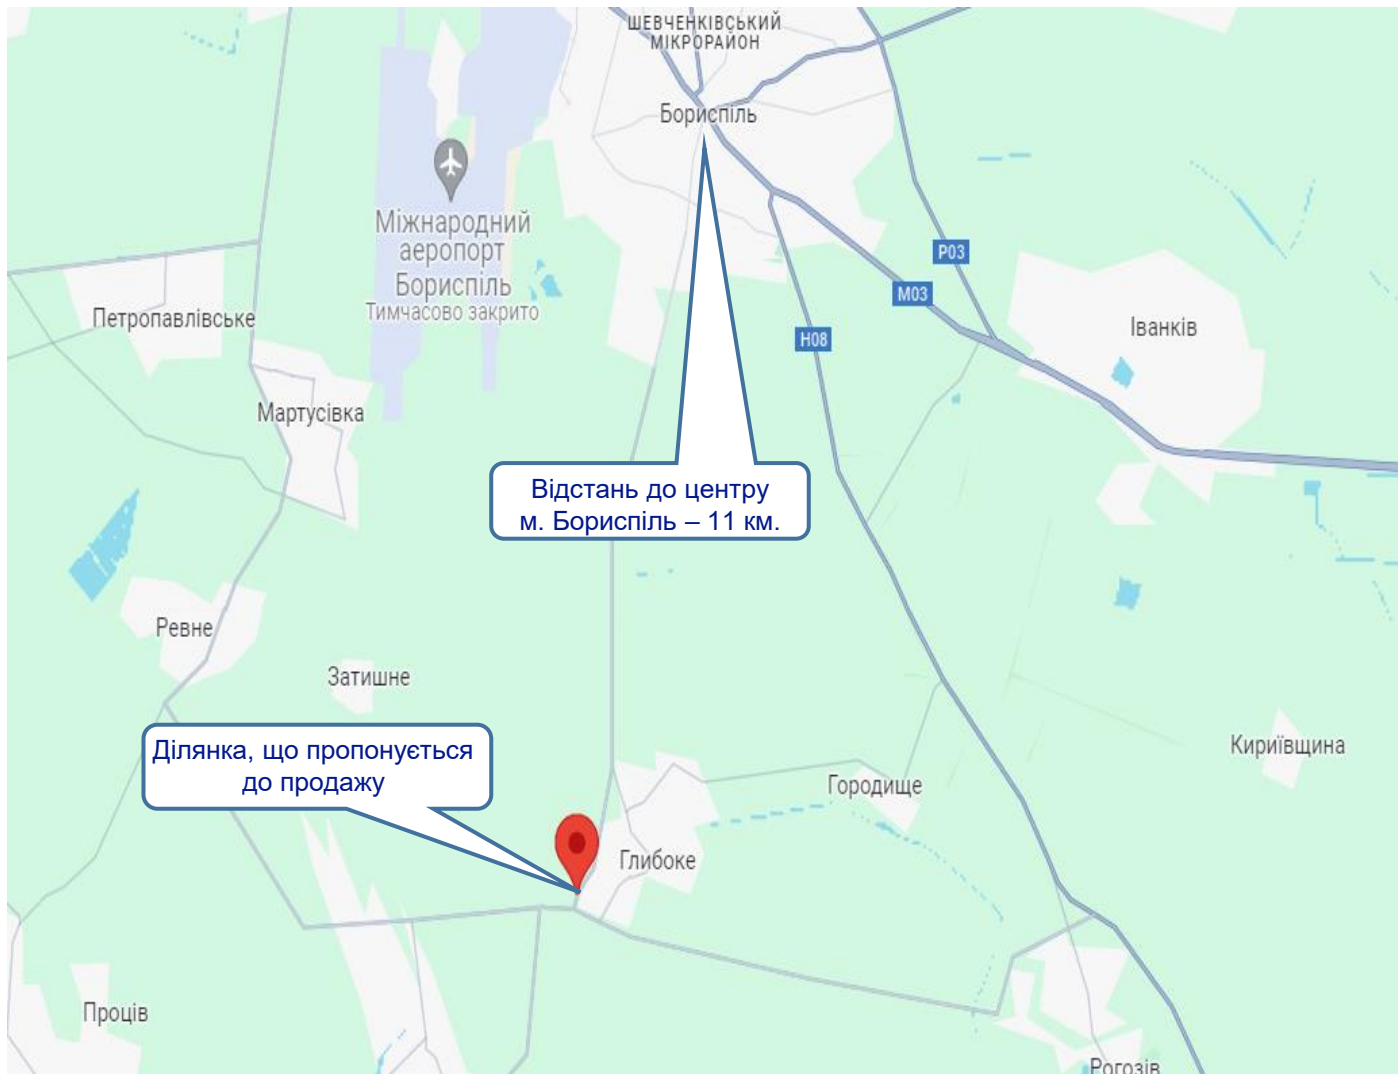 ШЕВЧЕНКІВСЬКИЙ
МІКРОРАЙОН
Бориспіль
Міжнародний
аеропорт
Бориспіль
Тимчасово закрито
P03
M03
H08
Іванків
Петропавлівське
Мартусівка
Відстань до центру
м. Бориспіль – 11 км.
Ревне
Затишне
Ділянка, що пропонується
до продажу
Кириївщина
Городище
Глибоке
Проців
Рогозів